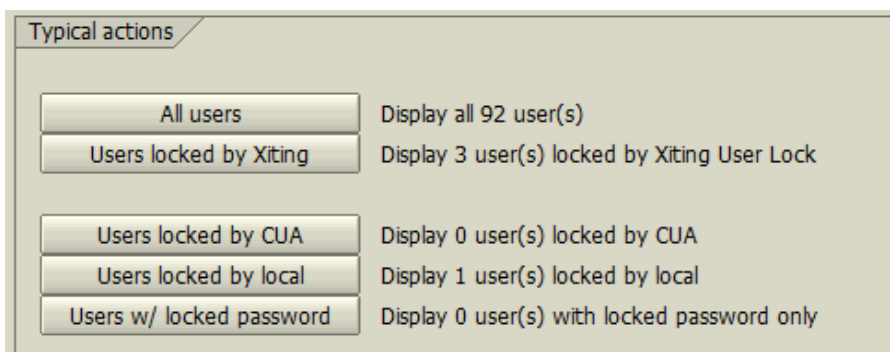 Typical actions
All users Display all 92 user(s)
Users locked by Xiting Display 3 user(s) locked by Xiting User Lock
Users locked by CUA Display 0 user(s) locked by CUA
Users locked by local Display 1 user(s) locked by local
Users w/ locked password Display 0 user(s) with locked password only